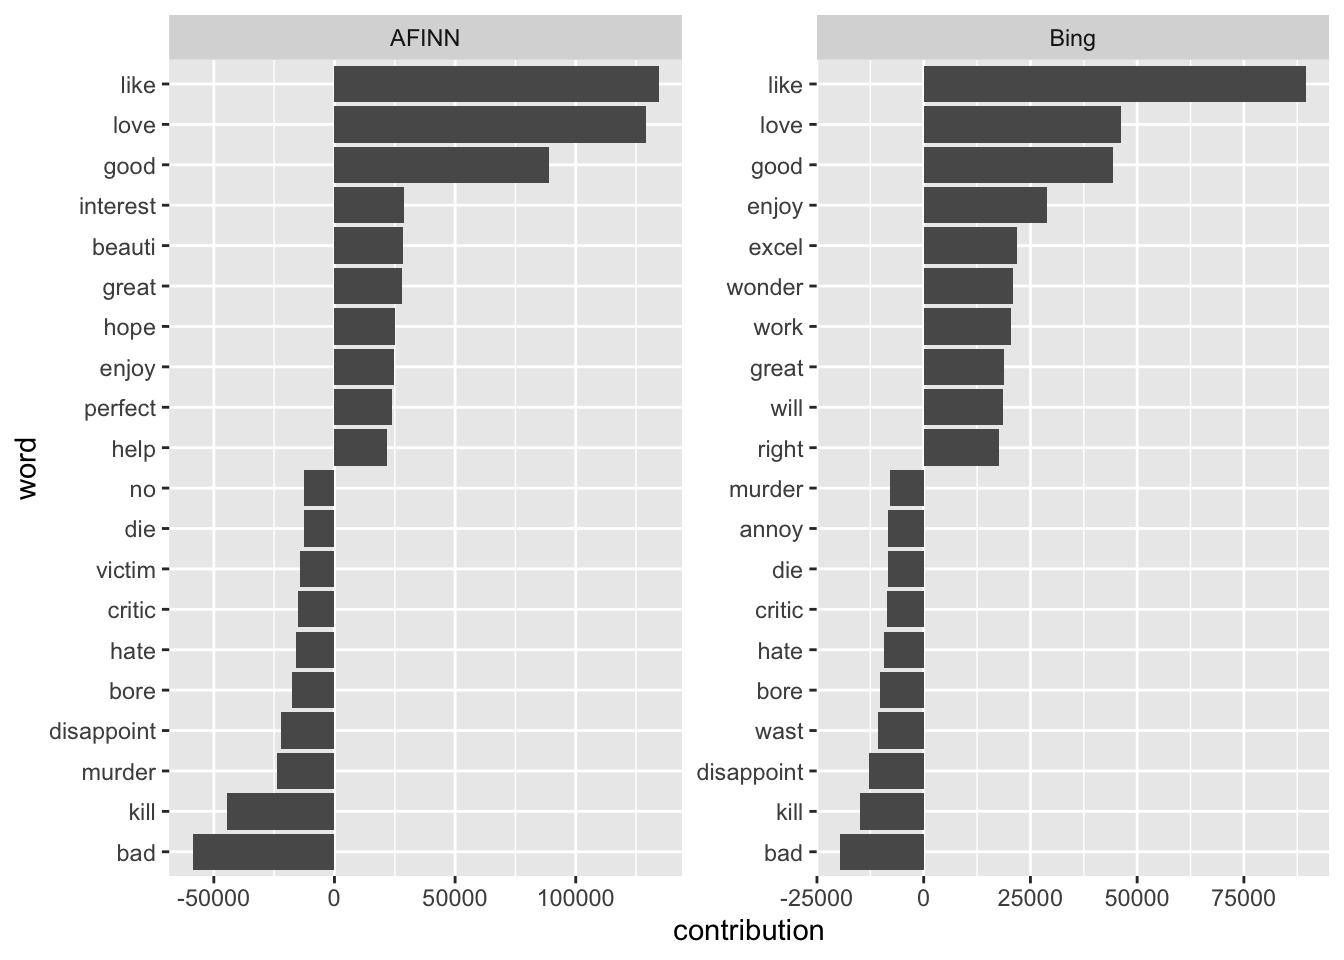 AFINN
Bing
word
like
love
good
interest
beauti
great
hope
enjoy
perfect
help
no
die
victim
critic
hate
bore
disappoint
murder
kill
bad
-50000 0 50000 100000
like
love
good
enjoy
excel
wonder
work
great
will
right
murder
annoy
die
critic
hate
bore
wast
disappoint
kill
bad
-25000 0 25000 50000 75000
contribution